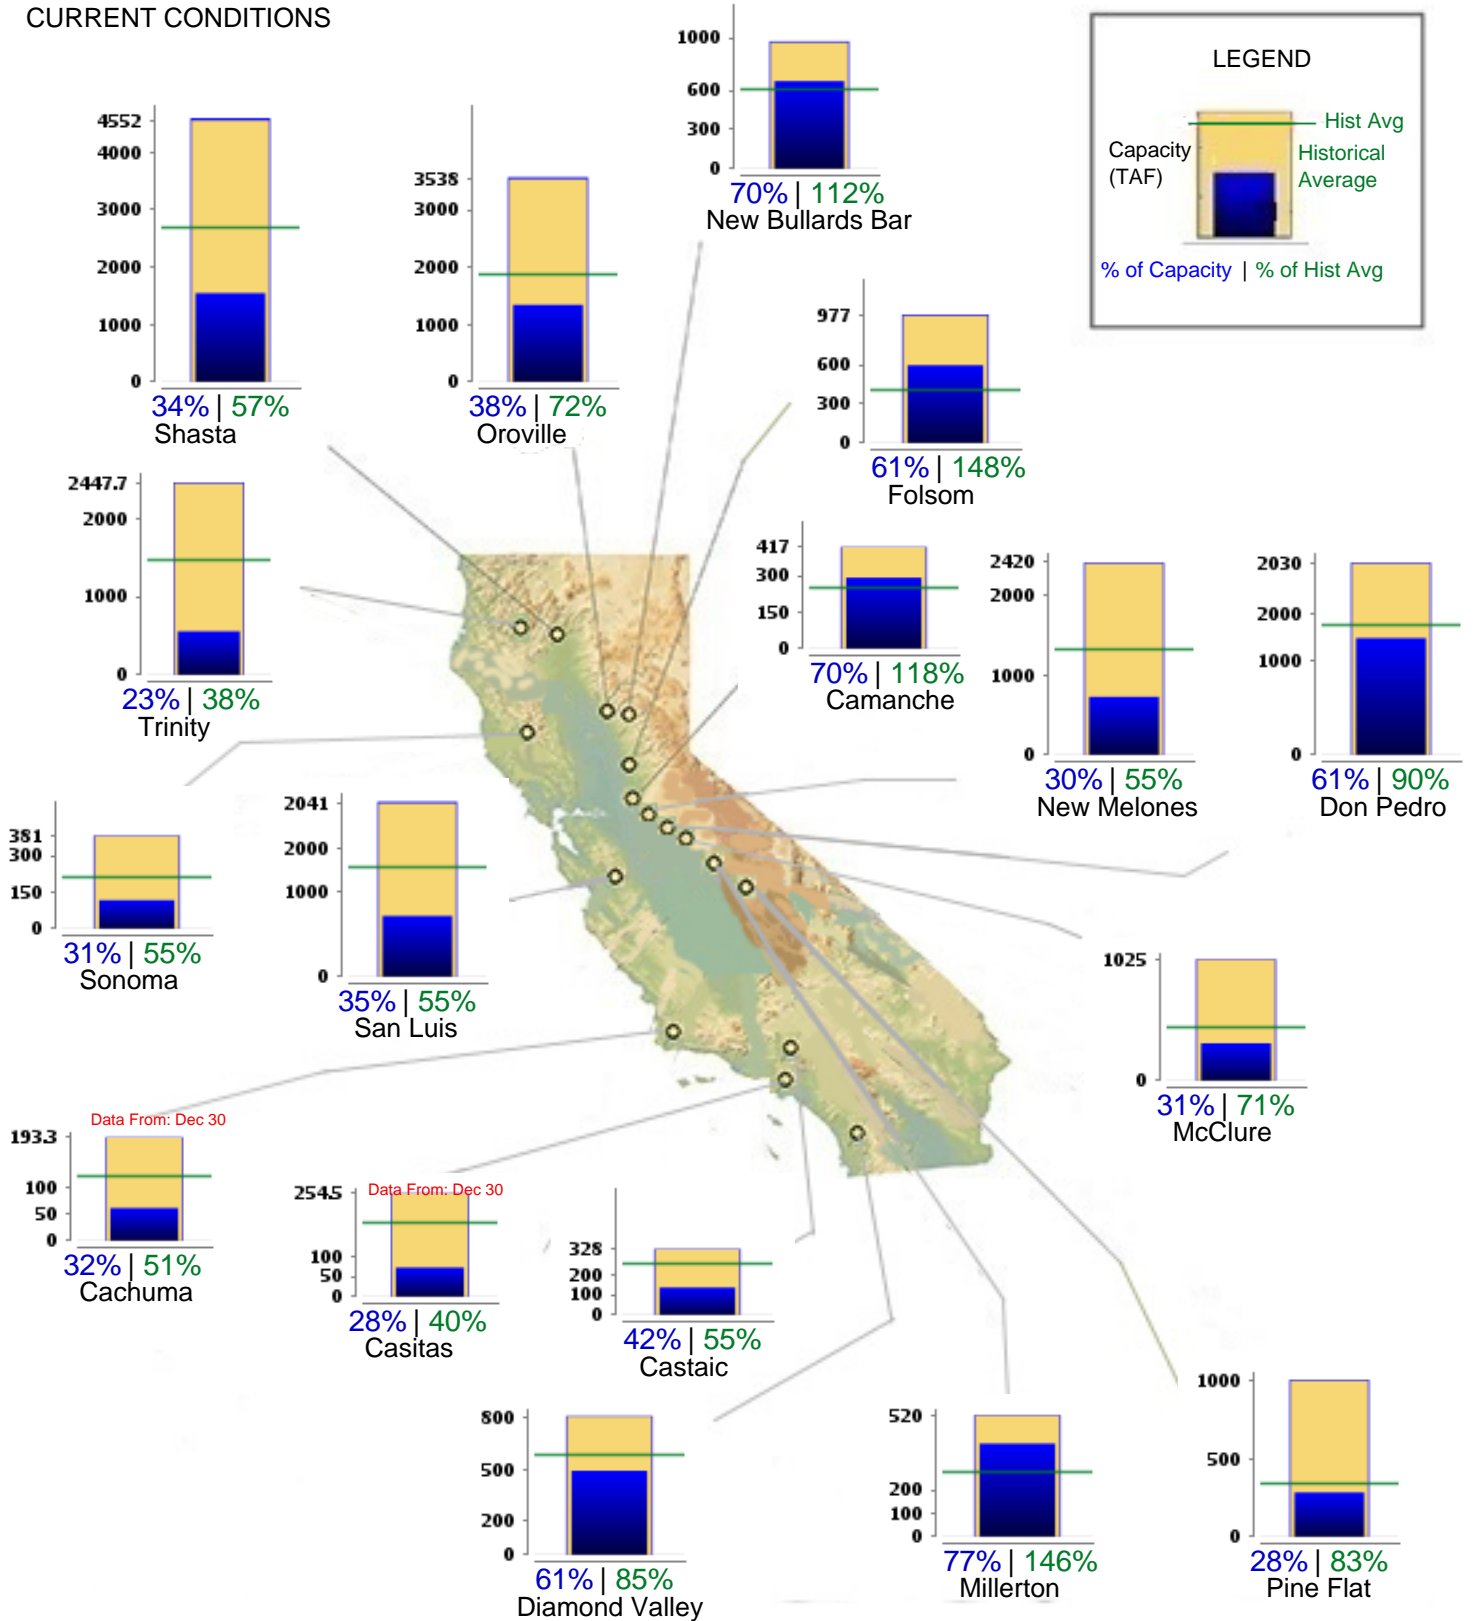 CURRENT CONDITIONS
1000
600
300
0
70% | 112%
New Bullards Bar
LEGEND
Hist Avg
Capacity
(TAF)
Historical
Average
% of Capacity | % of Hist Avg
4552
4000
3000
2000
1000
0
34% | 57%
Shasta
3538
3000
2000
1000
0
38% | 72%
Oroville
977
600
300
0
61% | 148%
Folsom
2447.7
2000
1000
0
23% | 38%
Trinity
417
300
150
0
70% | 118%
Camanche
2420
2000
1000
0
30% | 55%
New Melones
2030
2000
1000
0
61% | 90%
Don Pedro
381
300
150
0
31% | 55%
Sonoma
2041
2000
1000
0
35% | 55%
San Luis
1025
0
31% | 71%
McClure
Data From: Dec 30
193.3
100
50
0
32% | 51%
Cachuma
Data From: Dec 30
254.5
100
50
0
28% | 40%
Casitas
328
200
100
0
42% | 55%
Castaic
800
500
200
0
61% | 85%
Diamond Valley
520
200
100
0
77% | 146%
Millerton
1000
500
0
28% | 83%
Pine Flat